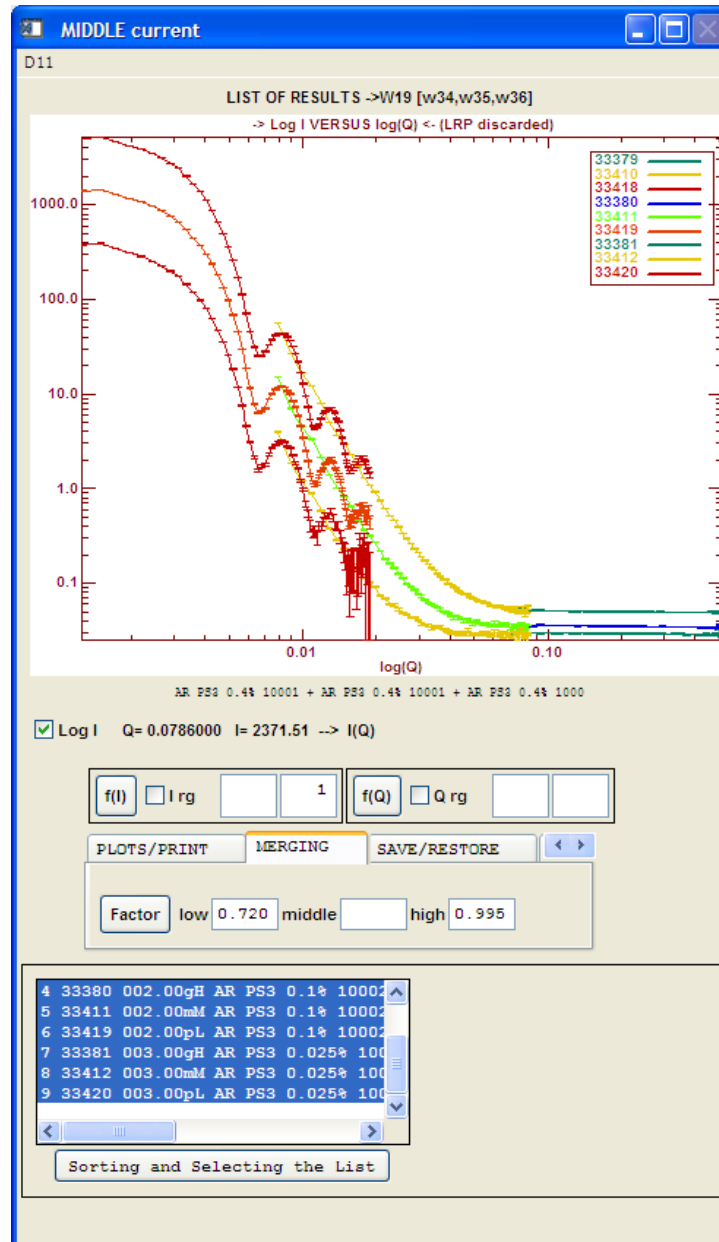 MIDDLE current
D11
LIST OF RESULTS ->W19 [w34,w35,w36]
-> Log I VERSUS log(Q) <- (LRP discarded)
33379
33410
33418
33380
33411
33419
33381
33412
33420
1000.0
100.0
10.0
1.0
0.1
0.01 0.10
log(Q)
AR PS3 0.4% 10001 + AR PS3 0.4% 10001 + AR PS3 0.4% 1000
Log I Q= 0.0786000 I= 2371.51 --> I(Q)
f(I) I rg 1 f(Q) Q rg
PLOTS/PRINT MERGING SAVE/RESTORE
Factor low 0.720 middle high 0.995
4 33380 002.00gH AR PS3 0.1% 10002
5 33411 002.00mM AR PS3 0.1% 10002
6 33419 002.00pL AR PS3 0.1% 10002
7 33381 003.00gH AR PS3 0.025% 100
8 33412 003.00mM AR PS3 0.025% 100
9 33420 003.00pL AR PS3 0.025% 100
Sorting and Selecting the List